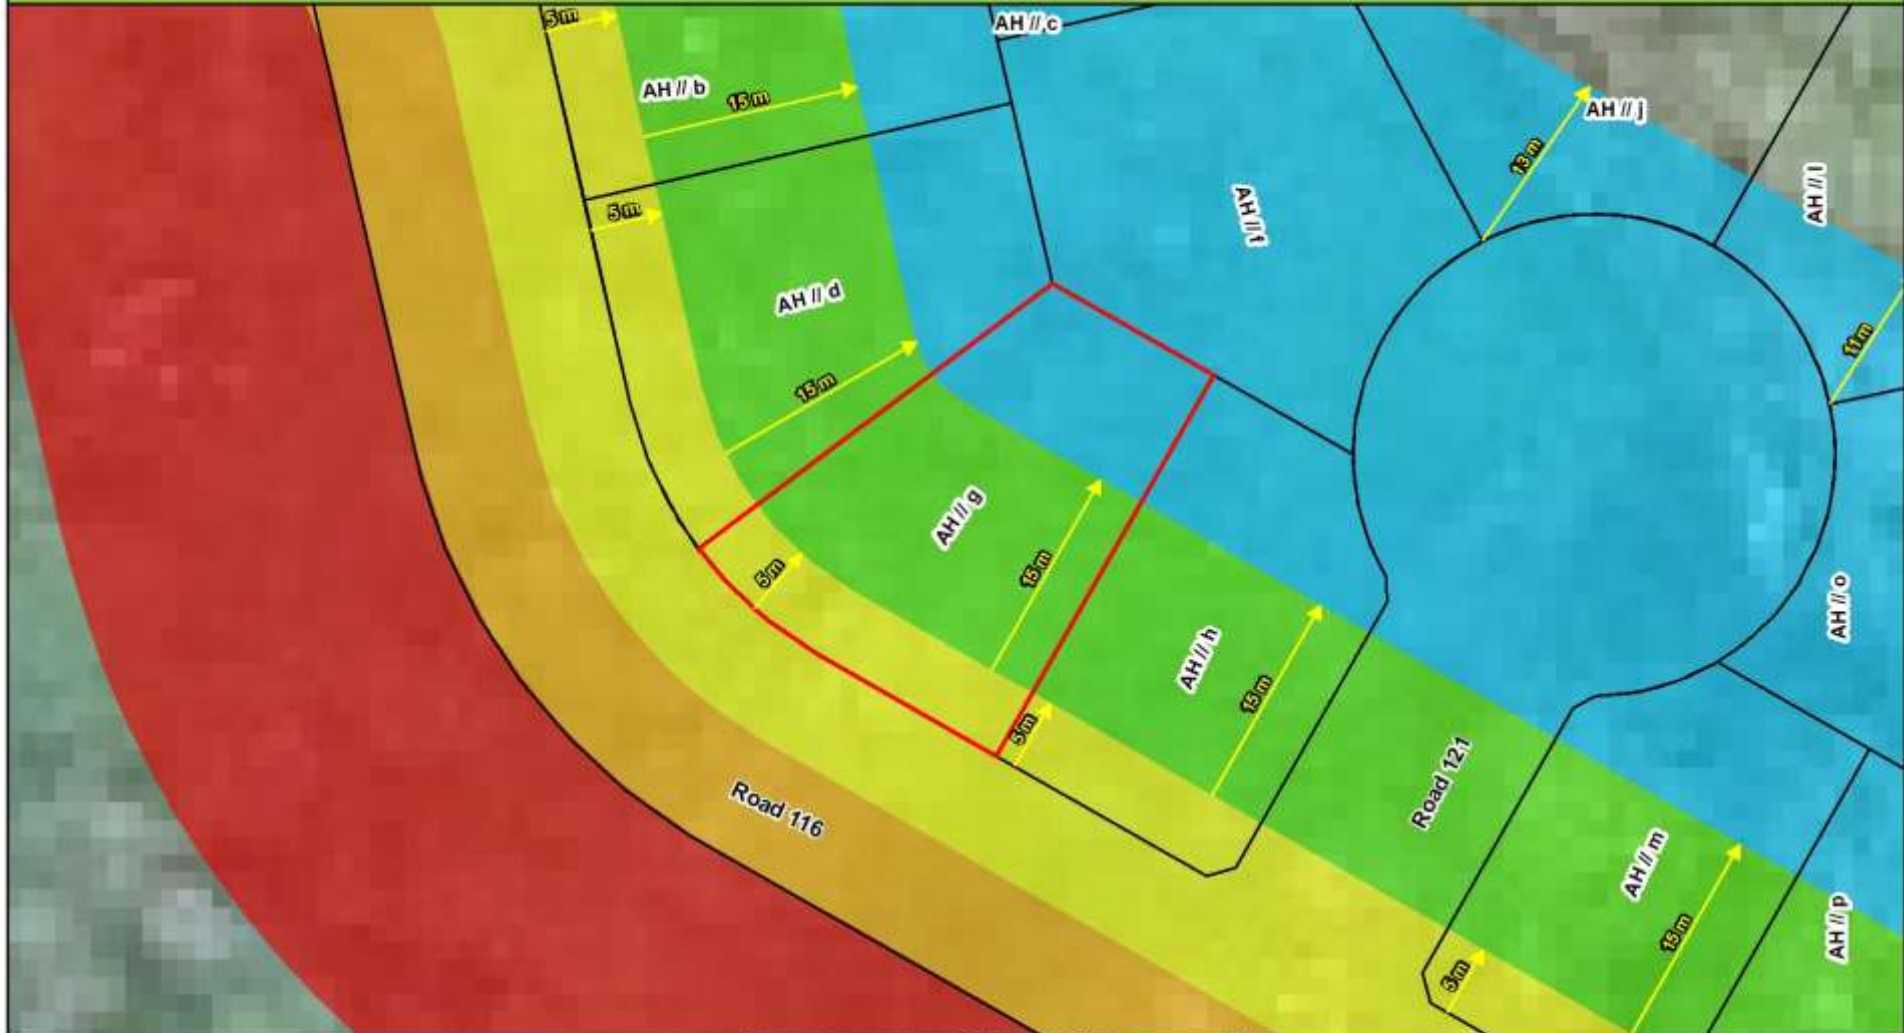 5 m
AH // c
AH // b
15 m
AH // j
13 m
AH // l
5 m
AH // f
AH // d
11 m
15 m
AH // g
5 m
15 m
AH // o
AH // h
15 m
5 m
Road 116
Road 121
AH // m
15 m
AH // p
5 m